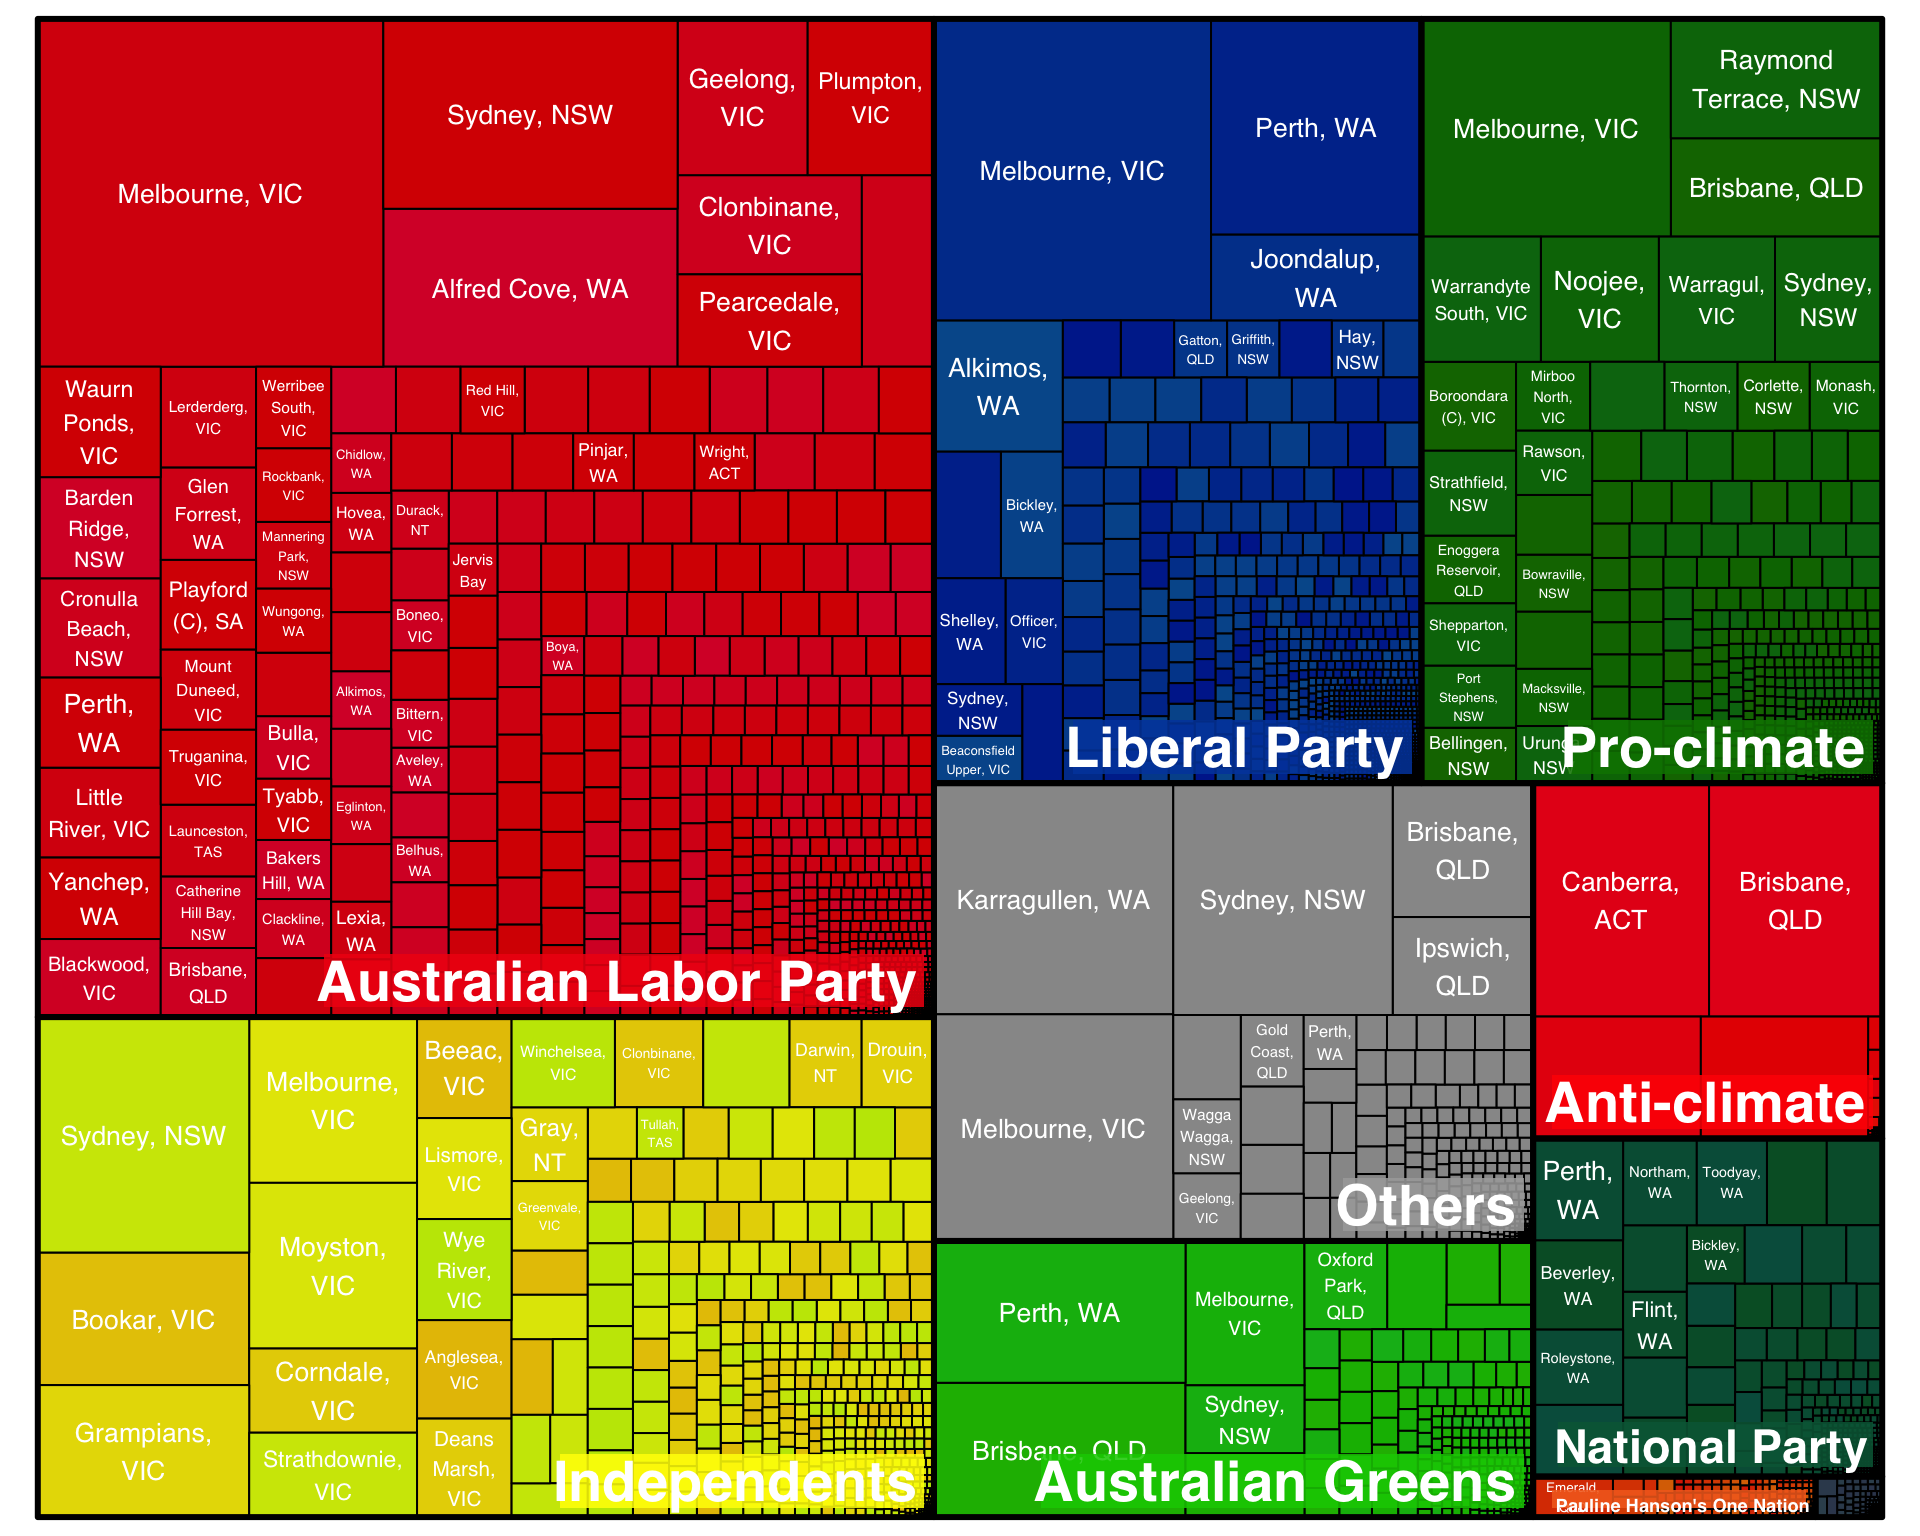 Melbourne, VIC
Sydney, NSW
Geelong,
VIC
Plumpton,
VIC
Clonbinane,
VIC
Alfred Cove, WA
Pearcedale,
VIC
Waurn
Ponds,
VIC
Lerderderg,
VIC
Werribee
South,
VIC
Red Hill,
VIC
Chidlow,
WA
Pinjar,
WA
Wright,
ACT
Barden
Ridge,
NSW
Glen
Forrest,
WA
Rockbank,
VIC
Hovea,
WA
Durack,
NT
Mannering
Park,
NSW
Jervis
Bay
Cronulla
Beach,
NSW
Playford
(C), SA
Wungong,
WA
Boneo,
VIC
Boya,
WA
Perth,
WA
Mount
Duneed,
VIC
Alkimos,
WA
Bittern,
VIC
Bulla,
VIC
Truganina,
VIC
Aveley,
WA
Little
River, VIC
Tyabb,
VIC
Eglinton,
WA
Launceston,
TAS
Bakers
Hill, WA
Belhus,
WA
Yanchep,
WA
Catherine
Hill Bay,
NSW
Clackline,
WA
Lexia,
WA
Blackwood,
VIC
Brisbane,
QLD
Australian Labor Party
Melbourne, VIC
Perth, WA
Joondalup,
WA
Alkimos,
WA
Gatton,
QLD
Griffith,
NSW
Hay,
NSW
Bickley,
WA
Shelley,
WA
Officer,
VIC
Sydney,
NSW
Beaconsfield
Upper, VIC
Liberal Party
Melbourne, VIC
Raymond
Terrace, NSW
Brisbane, QLD
Warrandyte
South, VIC
Noojee,
VIC
Warragul,
VIC
Sydney,
NSW
Boroondara
(C), VIC
Mirboo
North,
VIC
Thornton,
NSW
Corlette,
NSW
Monash,
VIC
Rawson,
VIC
Strathfield,
NSW
Enoggera
Reservoir,
QLD
Bowraville,
NSW
Shepparton,
VIC
Port
Stephens,
NSW
Macksville,
NSW
Bellingen,
NSW
NSW
Pro-climate
Karragullen, WA
Sydney, NSW
Brisbane,
QLD
Ipswich,
QLD
Melbourne, VIC
Gold
Coast,
QLD
Perth,
WA
Wagga
Wagga,
NSW
Geelong,
VIC
Others
Canberra,
ACT
Brisbane,
QLD
Anti-climate
Sydney, NSW
Melbourne,
VIC
Beeac,
VIC
Winchelsea,
VIC
Clonbinane,
VIC
Darwin,
NT
Drouin,
VIC
Gray,
NT
Tullah,
TAS
Lismore,
VIC
Greenvale,
VIC
Moyston,
VIC
Wye
River,
VIC
Bookar, VIC
Corndale,
VIC
Anglesea,
VIC
Grampians,
VIC
Strathdownie,
VIC
Deans
Marsh,
VIC
Independents
Perth, WA
Melbourne,
VIC
Oxford
Park,
QLD
Brisbane, QLD
Sydney,
NSW
Australian Greens
Perth,
WA
Northam,
WA
Toodyay,
WA
Bickley,
WA
Beverley,
WA
Flint,
WA
Roleystone,
WA
National Party
Emerald
Pauline Hanson's One Nation